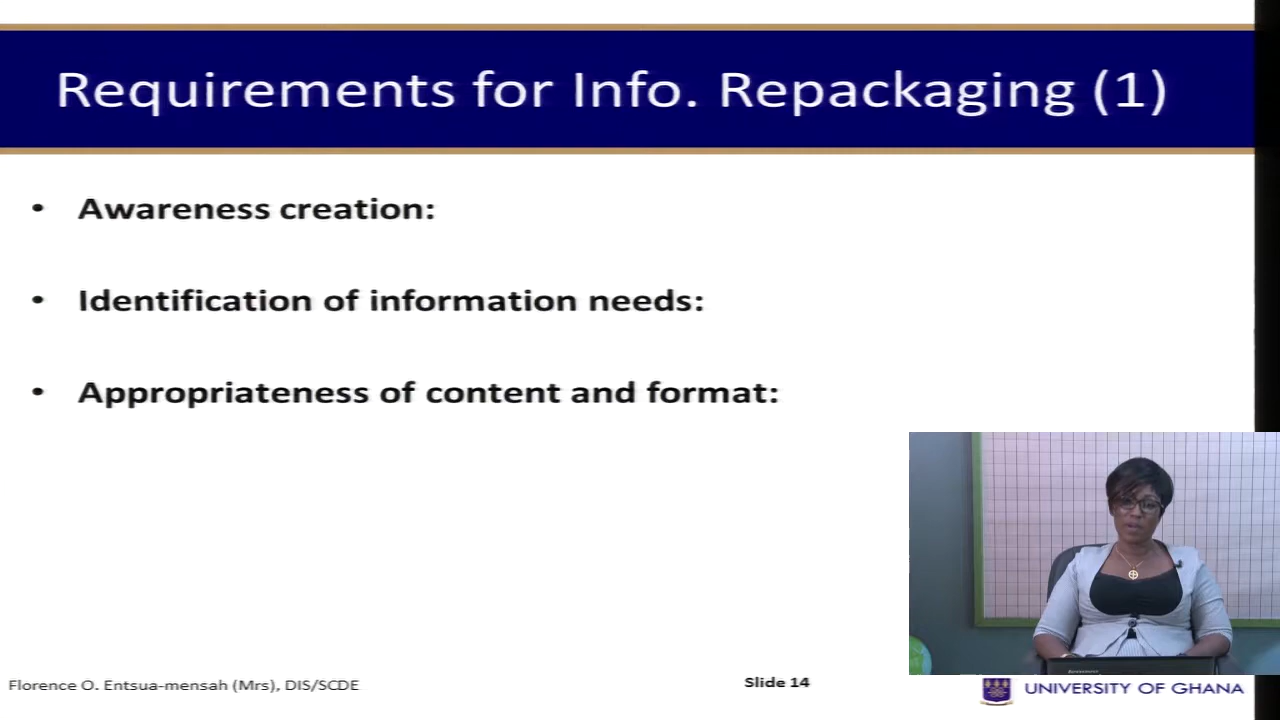 Requirements for Info. Repackaging (1)
• Awareness creation:
• Identification of information needs:
• Appropriateness of content and format:
Florence O. Entsua-mensah (Mrs), DIS/SCDE
Slide 14
UNIVERSITY OF GHANA